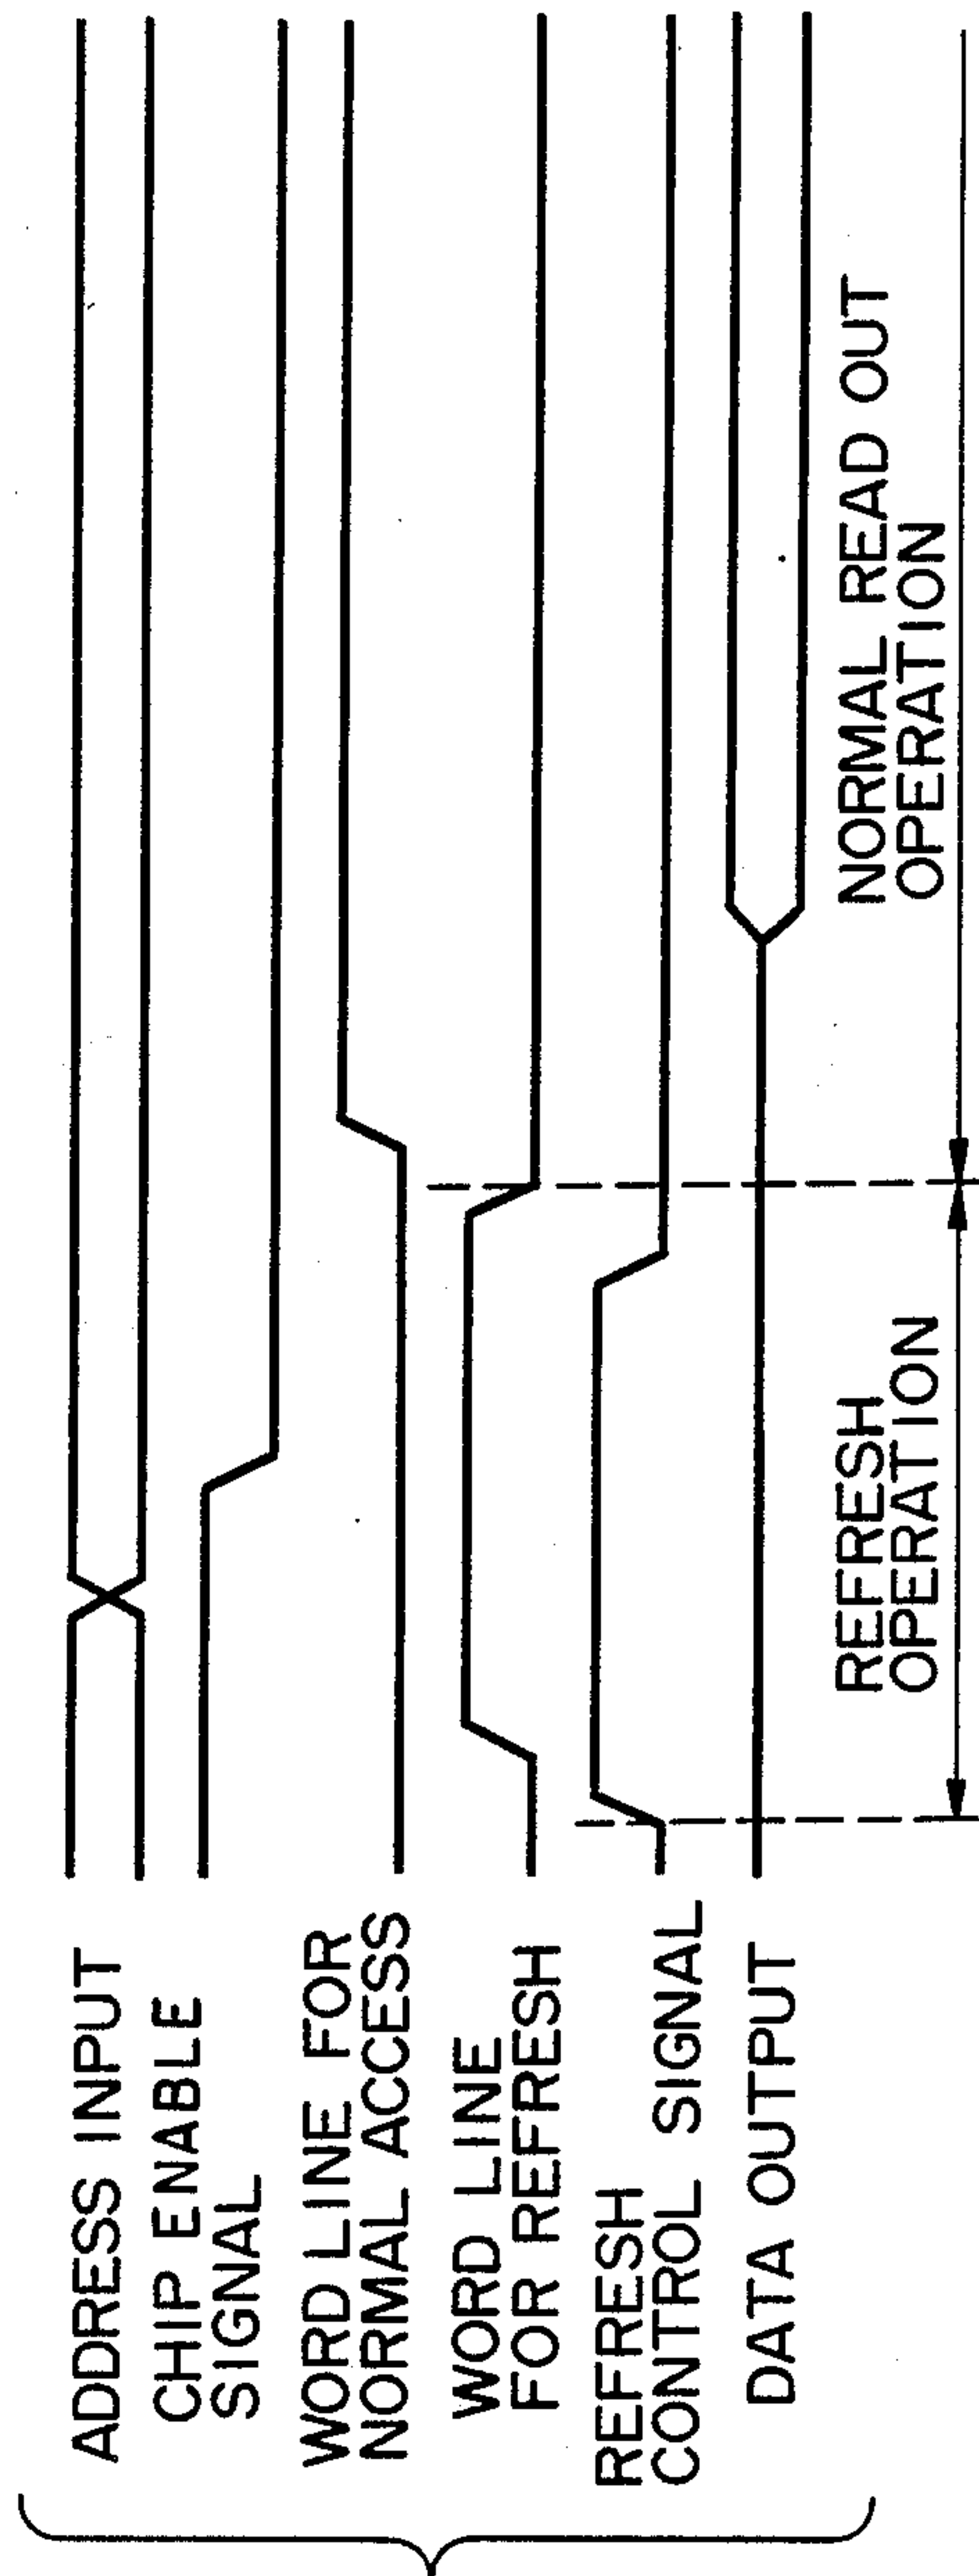 ADDRESS INPUT
CHIP ENABLE
SIGNAL
WORD LINE FOR
NORMAL ACCESS
WORD LINE
FOR REFRESH
REFRESH
CONTROL SIGNAL
DATA OUTPUT
REFRESH
OPERATION
NORMAL READ OUT
OPERATION